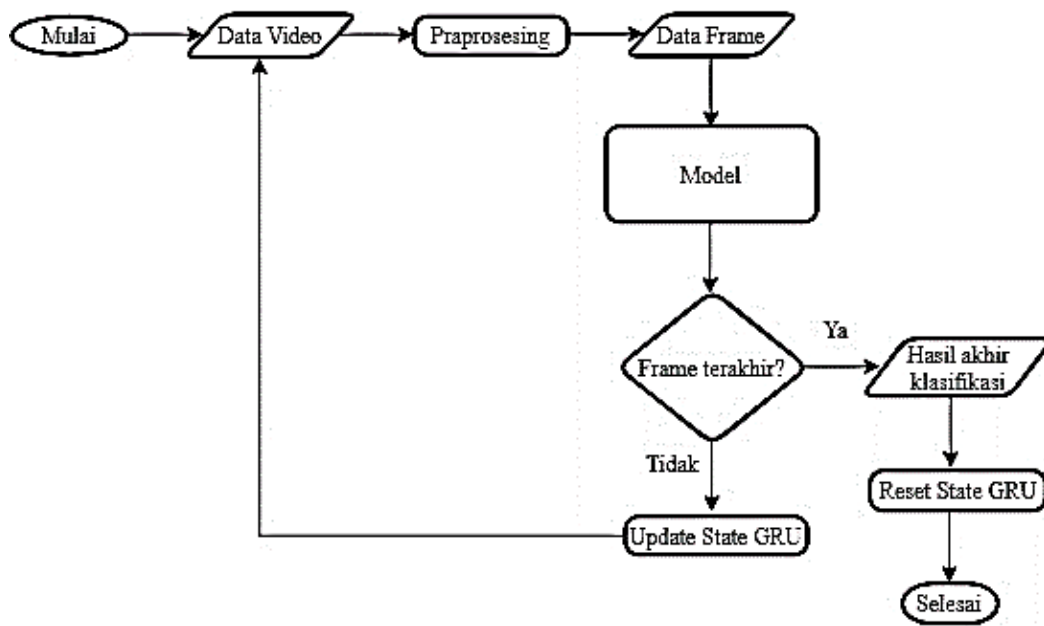 Mulai
Data Video
Praprosesing
Data Frame
Model
Frame terakhir?
Ya
Hasil akhir
klasifikasi
Tidak
Reset State GRU
Update State GRU
Selesai